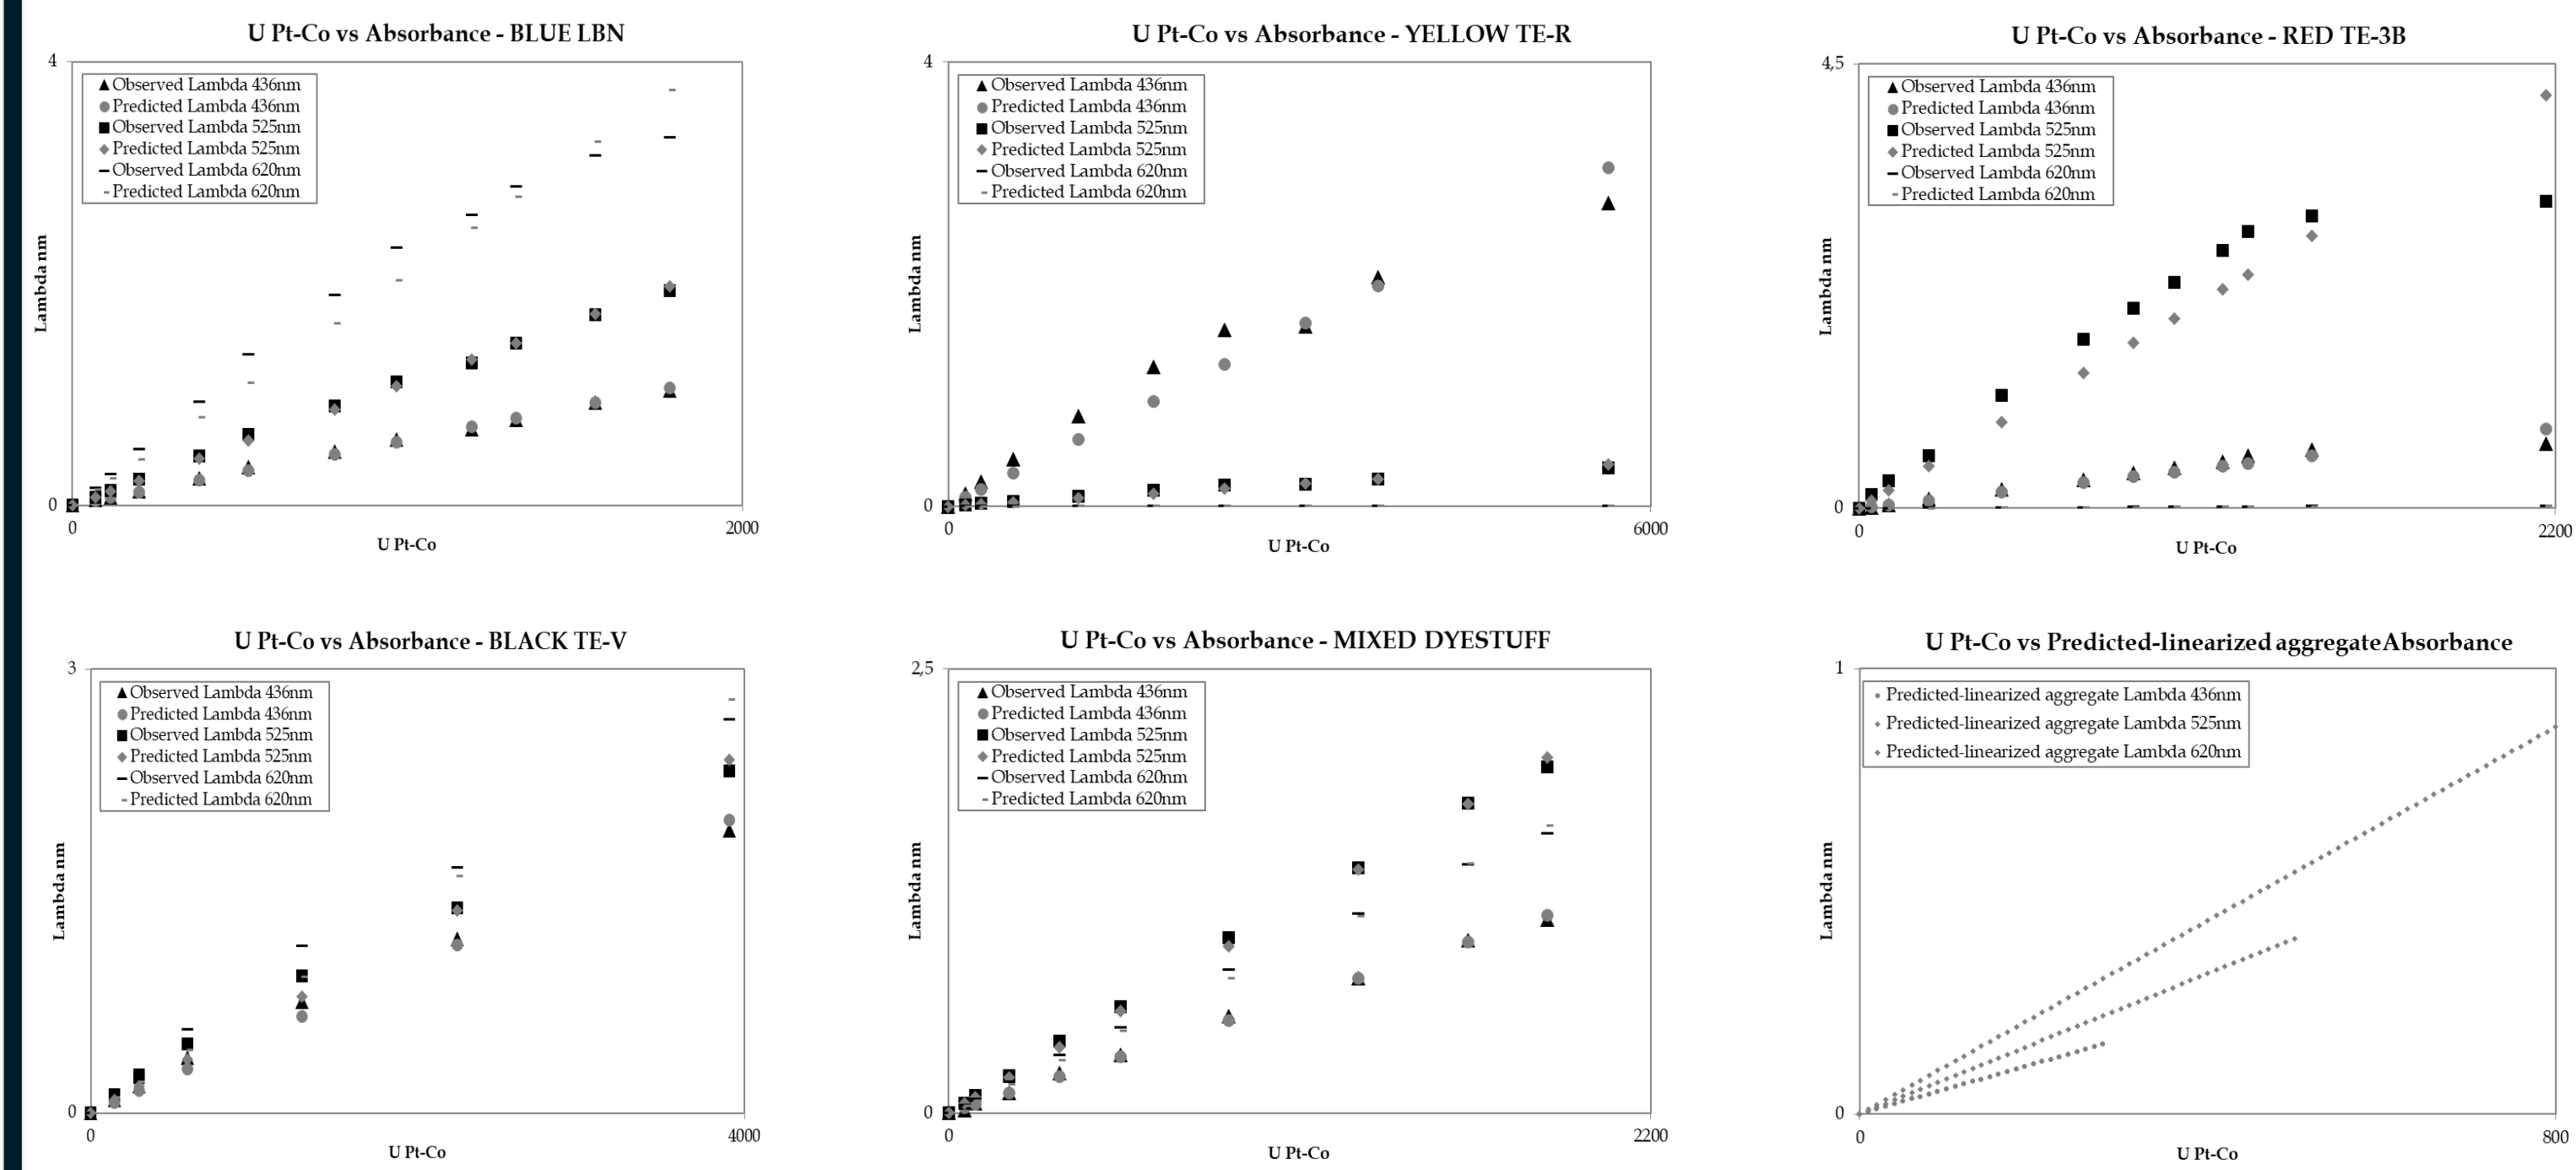 U Pt-Co vs Absorbance - BLUE LBN
4
Observed Lambda 436nm
Predicted Lambda 436nm
Observed Lambda 525nm
Predicted Lambda 525nm
Observed Lambda 620nm
Predicted Lambda 620nm
Lambda nm
0
0
2000
U Pt-Co
U Pt-Co vs Absorbance - YELLOW TE-R
4
Observed Lambda 436nm
Predicted Lambda 436nm
Observed Lambda 525nm
Predicted Lambda 525nm
Observed Lambda 620nm
Predicted Lambda 620nm
Lambda nm
0
0
6000
U Pt-Co
U Pt-Co vs Absorbance - RED TE-3B
4,5
Observed Lambda 436nm
Predicted Lambda 436nm
Observed Lambda 525nm
Predicted Lambda 525nm
Observed Lambda 620nm
Predicted Lambda 620nm
Lambda nm
0
0
2200
U Pt-Co
U Pt-Co vs Absorbance - BLACK TE-V
3
Observed Lambda 436nm
Predicted Lambda 436nm
Observed Lambda 525nm
Predicted Lambda 525nm
Observed Lambda 620nm
Predicted Lambda 620nm
Lambda nm
0
0
4000
U Pt-Co
U Pt-Co vs Absorbance - MIXED DYESTUFF
2,5
Observed Lambda 436nm
Predicted Lambda 436nm
Observed Lambda 525nm
Predicted Lambda 525nm
Observed Lambda 620nm
Predicted Lambda 620nm
Lambda nm
0
0
2200
U Pt-Co
U Pt-Co vs Predicted-linearized aggregate Absorbance
1
Predicted-linearized aggregate Lambda 436nm
Predicted-linearized aggregate Lambda 525nm
Predicted-linearized aggregate Lambda 620nm
Lambda nm
0
0
800
U Pt-Co